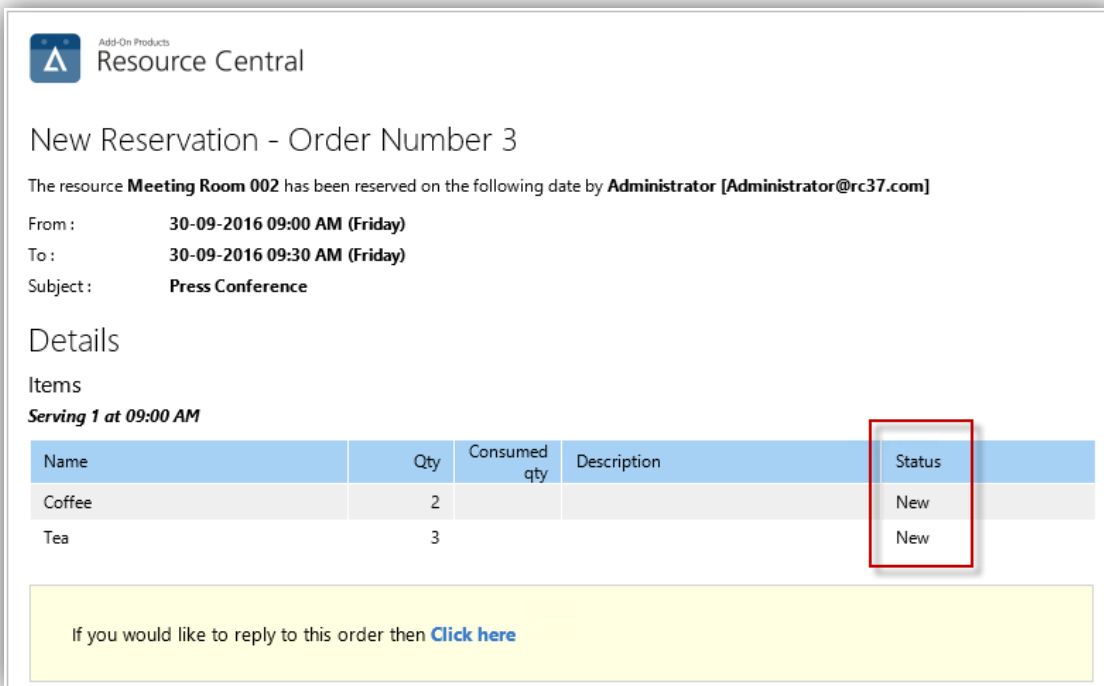 Add-On Products
Resource Central
New Reservation - Order Number 3
The resource Meeting Room 002 has been reserved on the following date by Administrator [Administrator@rc37.com]
From : 30-09-2016 09:00 AM (Friday)
To : 30-09-2016 09:30 AM (Friday)
Subject : Press Conference
Details
Items
Serving 1 at 09:00 AM
Name Qty Consumed qty Description Status
Coffee 2 New
Tea 3 New
If you would like to reply to this order then Click here